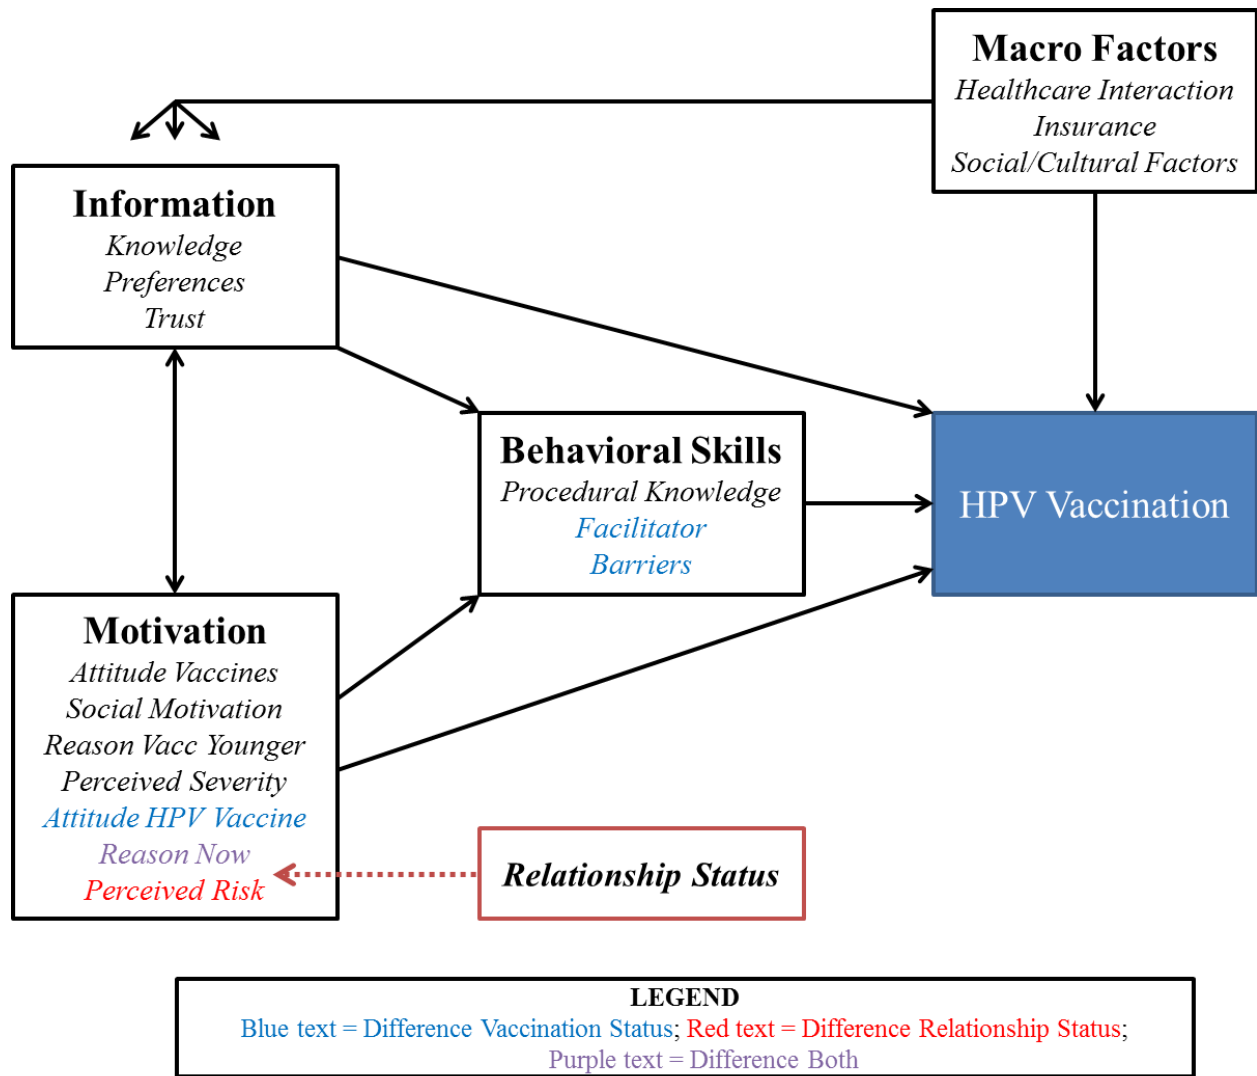 Macro Factors
Healthcare Interaction
Insurance
Social/Cultural Factors
Information
Knowledge
Preferences
Trust
Behavioral Skills
Procedural Knowledge
Facilitator
Barriers
HPV Vaccination
Motivation
Attitude Vaccines
Social Motivation
Reason Vacc Younger
Perceived Severity
Attitude HPV Vaccine
Reason Now
Perceived Risk
Relationship Status
LEGEND
Blue text = Difference Vaccination Status; Red text = Difference Relationship Status;
Purple text = Difference Both